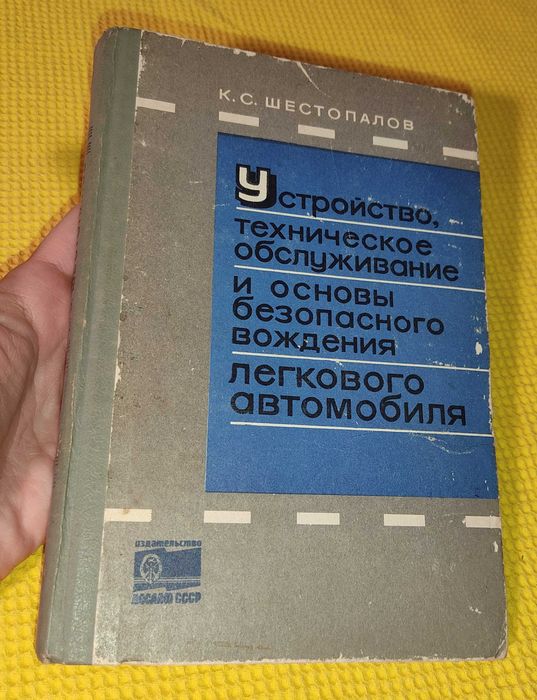 К.С. ШЕСТОПАЛОВ
Устройство,
техническое
обслуживание
и основы
безопасного
вождения
легкового
автомобиля
издательство
ДОСААФ СССР